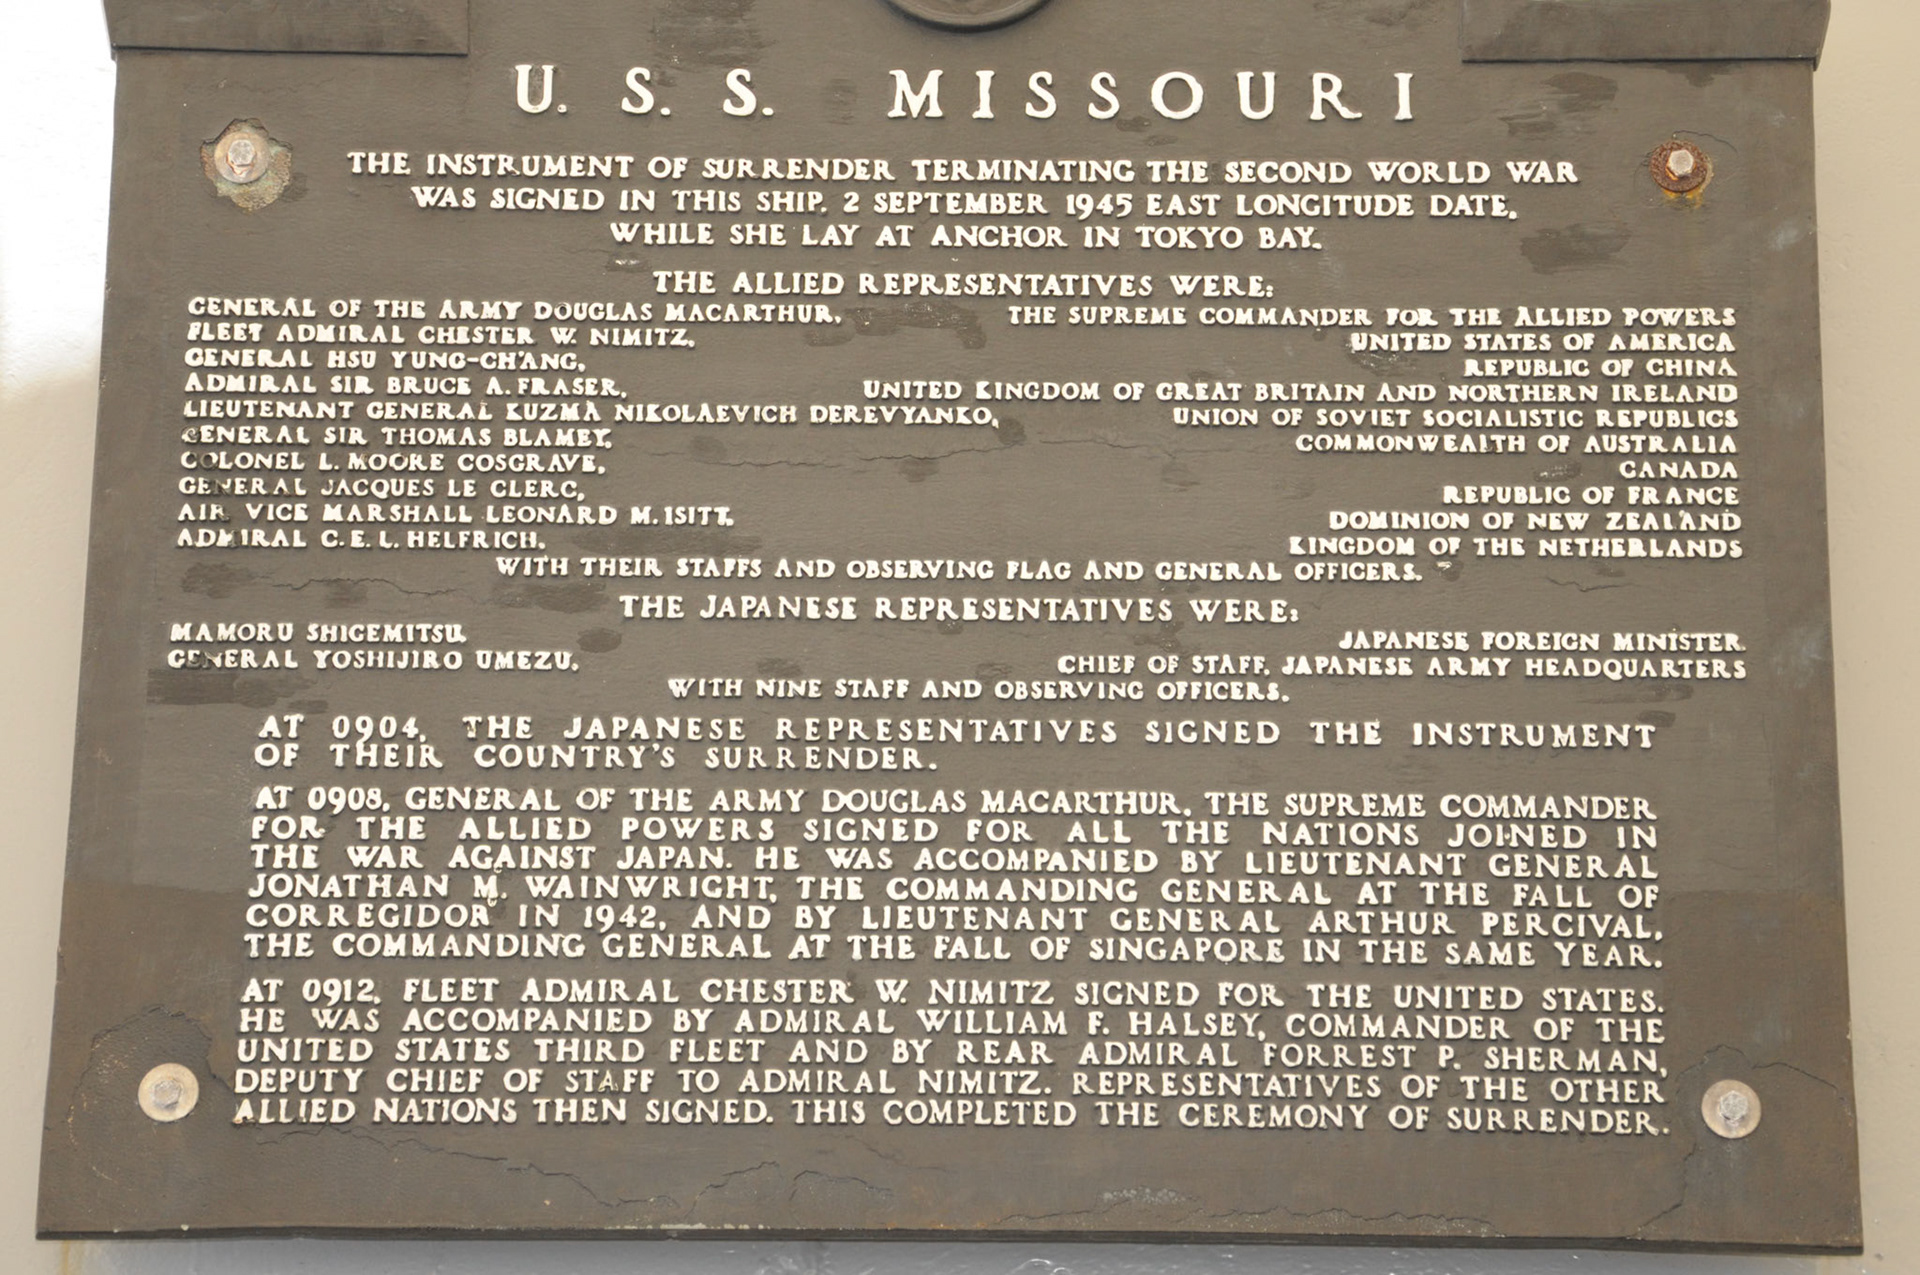 U. S. S. MISSOURI
THE INSTRUMENT OF SURRENDER TERMINATING THE SECOND WORLD WAR
WAS SIGNED IN THIS SHIP. 2 SEPTEMBER 1945 EAST LONGITUDE DATE,
WHILE SHE LAY AT ANCHOR IN TOKYO BAY.
THE ALLIED REPRESENTATIVES WERE:
GENERAL OF THE ARMY DOUGLAS MACARTHUR, THE SUPREME COMMANDER FOR THE ALLIED POWERS
FLEET ADMIRAL CHESTER W. NIMITZ, UNITED STATES OF AMERICA
GENERAL HSU YUNG-CH'ANG, REPUBLIC OF CHINA
ADMIRAL SIR BRUCE A. FRASER, UNITED KINGDOM OF GREAT BRITAIN AND NORTHERN IRELAND
LIEUTENANT GENERAL KUZMA NIKOLAEVICH DEREVYANKO, UNION OF SOVIET SOCIALISTIC REPUBLICS
GENERAL SIR THOMAS BLAMEY, COMMONWEALTH OF AUSTRALIA
COLONEL L. MOORE COSGRAVE, CANADA
GENERAL JACQUES LE CLERC, REPUBLIC OF FRANCE
AIR VICE MARSHALL LEONARD M. ISITT, DOMINION OF NEW ZEALAND
ADMIRAL C. E. L. HELFRICH, KINGDOM OF THE NETHERLANDS
WITH THEIR STAFFS AND OBSERVING FLAG AND GENERAL OFFICERS.
THE JAPANESE REPRESENTATIVES WERE:
MAMORU SHIGEMITSU, JAPANESE FOREIGN MINISTER
GENERAL YOSHIJIRO UMEZU, CHIEF OF STAFF, JAPANESE ARMY HEADQUARTERS
WITH NINE STAFF AND OBSERVING OFFICERS.
AT 0904, THE JAPANESE REPRESENTATIVES SIGNED THE INSTRUMENT
OF THEIR COUNTRY'S SURRENDER.
AT 0908, GENERAL OF THE ARMY DOUGLAS MACARTHUR, THE SUPREME COMMANDER
FOR THE ALLIED POWERS SIGNED FOR ALL THE NATIONS JOINED IN
THE WAR AGAINST JAPAN. HE WAS ACCOMPANIED BY LIEUTENANT GENERAL
JONATHAN M. WAINWRIGHT, THE COMMANDING GENERAL AT THE FALL OF
CORREGIDOR IN 1942, AND BY LIEUTENANT GENERAL ARTHUR PERCIVAL,
THE COMMANDING GENERAL AT THE FALL OF SINGAPORE IN THE SAME YEAR.
AT 0912, FLEET ADMIRAL CHESTER W. NIMITZ SIGNED FOR THE UNITED STATES.
HE WAS ACCOMPANIED BY ADMIRAL WILLIAM F. HALSEY, COMMANDER OF THE
UNITED STATES THIRD FLEET AND BY REAR ADMIRAL FORREST P. SHERMAN,
DEPUTY CHIEF OF STAFF TO ADMIRAL NIMITZ. REPRESENTATIVES OF THE OTHER
ALLIED NATIONS THEN SIGNED. THIS COMPLETED THE CEREMONY OF SURRENDER.